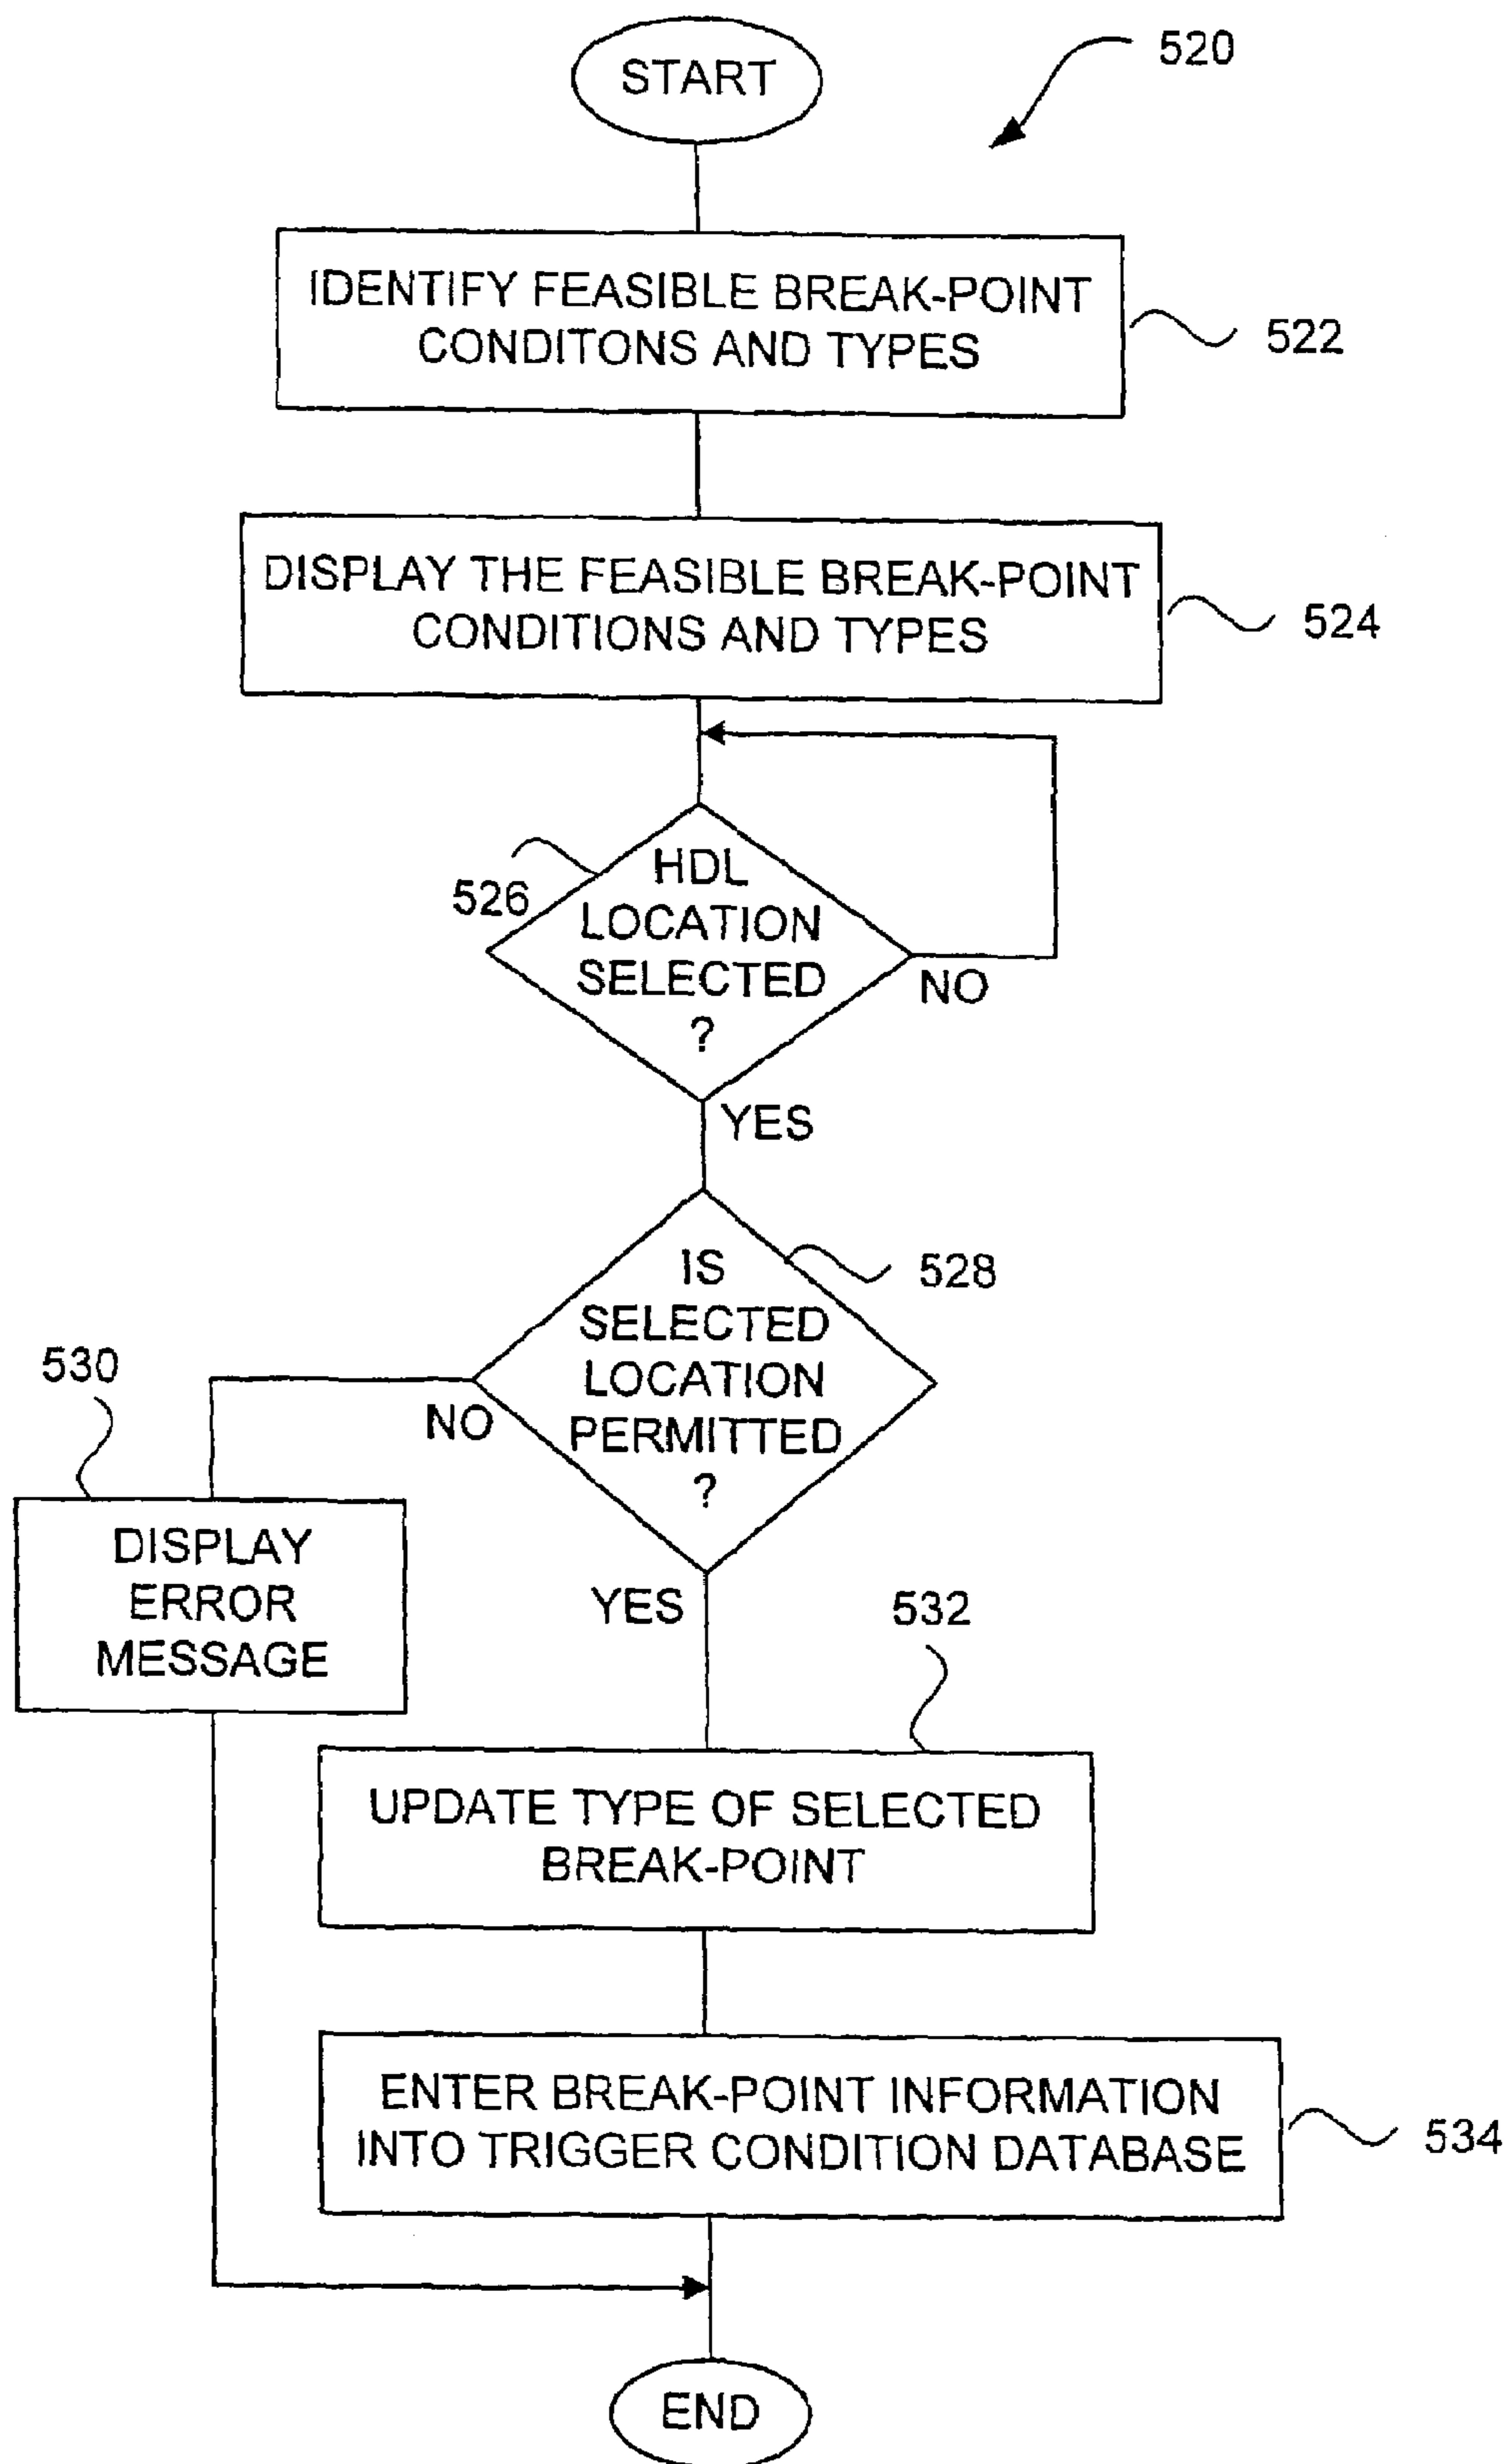 START
520
IDENTIFY FEASIBLE BREAK-POINT
CONDITONS AND TYPES
522
DISPLAY THE FEASIBLE BREAK-POINT
CONDITIONS AND TYPES
524
526
HDL
LOCATION
SELECTED
?
NO
YES
528
IS
SELECTED
LOCATION
PERMITTED
?
NO
530
DISPLAY
ERROR
MESSAGE
YES
532
UPDATE TYPE OF SELECTED
BREAK-POINT
ENTER BREAK-POINT INFORMATION
INTO TRIGGER CONDITION DATABASE
534
END